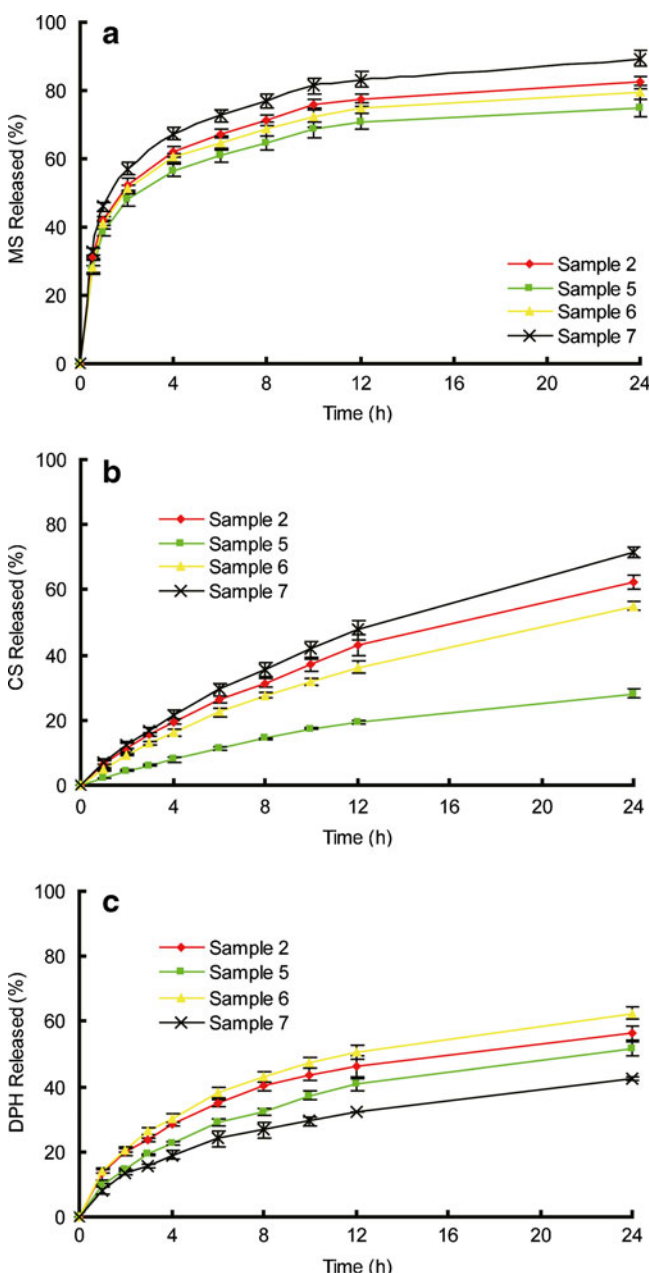 a
100
80
60
40
20
0
MS Released (%)
Sample 2
Sample 5
Sample 6
Sample 7
0 4 8 12 16 20 24
Time (h)
b
100
80
60
40
20
0
CS Released (%)
Sample 2
Sample 5
Sample 6
Sample 7
0 4 8 12 16 20 24
Time (h)
c
100
80
60
40
20
0
DPH Released (%)
Sample 2
Sample 5
Sample 6
Sample 7
0 4 8 12 16 20 24
Time (h)